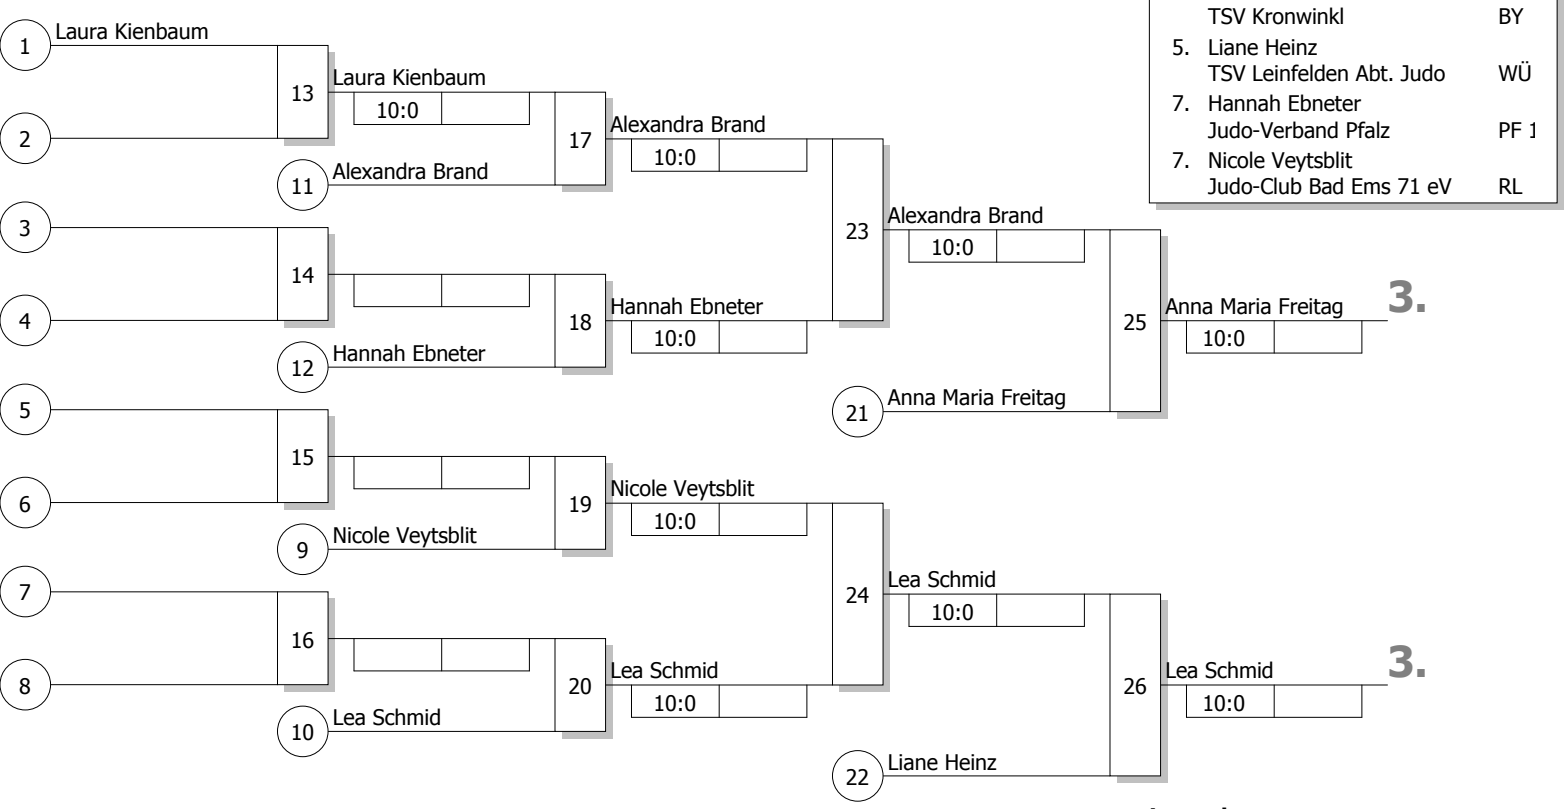 TSV Kronwinkl BY
5. Liane Heinz
TSV Leinfelden Abt. Judo WÜ
7. Hannah Ebneter
Judo-Verband Pfalz PF 1
7. Nicole Veytsblit
Judo-Club Bad Ems 71 eV RL
1 Laura Kienbaum
13 Laura Kienbaum
10:0
2
17 Alexandra Brand
10:0
11 Alexandra Brand
3
23 Alexandra Brand
10:0
14
4
18 Hannah Ebneter
10:0
12 Hannah Ebneter
25 Anna Maria Freitag 3.
10:0
5
21 Anna Maria Freitag
15
6
19 Nicole Veytsblit
10:0
9 Nicole Veytsblit
7
24 Lea Schmid
10:0
16
8
20 Lea Schmid
10:0
10 Lea Schmid
26 Lea Schmid 3.
10:0
22 Liane Heinz